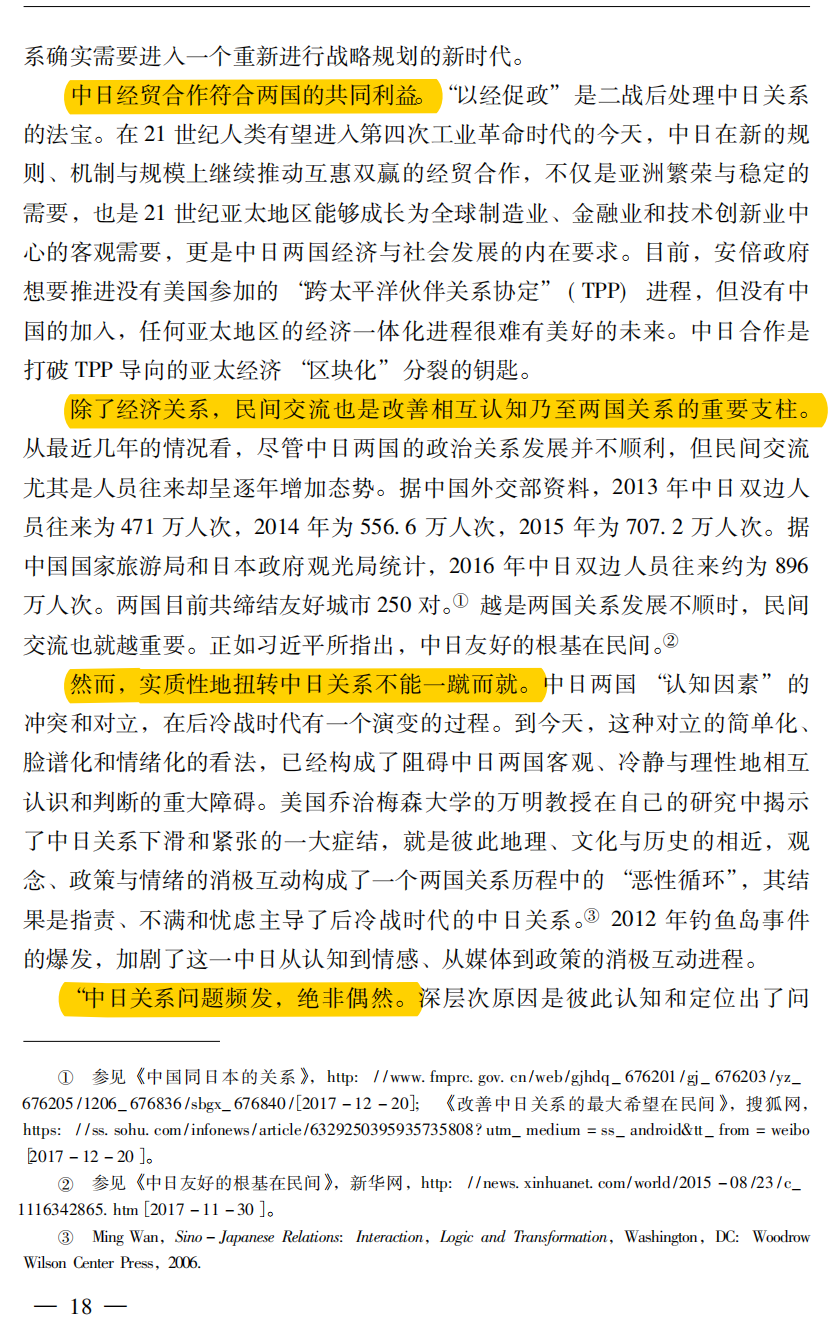 系确实需要进入一个重新进行战略规划的新时代。
中日经贸合作符合两国的共同利益。“以经促政”是二战后处理中日关系
的法宝。在 21 世纪人类有望进入第四次工业革命时代的今天，中日在新的规
则、机制与规模上继续推动互惠双赢的经贸合作，不仅是亚洲繁荣与稳定的
需要，也是 21 世纪亚太地区能够成长为全球制造业、金融业和技术创新业中
心的客观需要，更是中日两国经济与社会发展的内在要求。目前，安倍政府
想要推进没有美国参加的 “跨太平洋伙伴关系协定” ( TPP) 进程，但没有中
国的加入，任何亚太地区的经济一体化进程很难有美好的未来。中日合作是
打破 TPP 导向的亚太经济 “区块化” 分裂的钥匙。
除了经济关系，民间交流也是改善相互认知乃至两国关系的重要支柱。
从最近几年的情况看，尽管中日两国的政治关系发展并不顺利，但民间交流
尤其是人员往来却呈逐年增加态势。据中国外交部资料，2013 年中日双边人
员往来为 471 万人次，2014 年为 556. 6 万人次，2015 年为 707. 2 万人次。据
中国国家旅游局和日本政府观光局统计，2016 年中日双边人员往来约为 896
万人次。两国目前共缔结友好城市 250 对。① 越是两国关系发展不顺时，民间
交流也就越重要。正如习近平所指出，中日友好的根基在民间。②
然而，实质性地扭转中日关系不能一蹴而就。中日两国 “认知因素” 的
冲突和对立，在后冷战时代有一个演变的过程。到今天，这种对立的简单化、
脸谱化和情绪化的看法，已经构成了阻碍中日两国客观、冷静与理性地相互
认识和判断的重大障碍。美国乔治梅森大学的万明教授在自己的研究中揭示
了中日关系下滑和紧张的一大症结，就是彼此地理、文化与历史的相近，观
念、政策与情绪的消极互动构成了一个两国关系历程中的 “恶性循环”，其结
果是指责、不满和忧虑主导了后冷战时代的中日关系。③ 2012 年钓鱼岛事件
的爆发，加剧了这一中日从认知到情感、从媒体到政策的消极互动进程。
“中日关系问题频发，绝非偶然。深层次原因是彼此认知和定位出了问
① 参见《中国同日本的关系》，http: //www. fmprc. gov. cn/web/gjhdq_ 676201/gj_ 676203/yz_
676205/1206_ 676836/sbgx_ 676840/[2017 - 12 - 20]; 《改善中日关系的最大希望在民间》，搜狐网，
https: //ss. sohu. com/infonews/article/6329250395935735808? utm_ medium = ss_ android&tt_ from = weibo
[2017 - 12 - 20 ]。
② 参见《中日友好的根基在民间》，新华网，http: //news. xinhuanet. com/world/2015 - 08 /23 /c_
1116342865. htm [2017 - 11 - 30 ]。
③ Ming Wan, Sino - Japanese Relations: Interaction, Logic and Transformation, Washington, DC: Woodrow
Wilson Center Press, 2006.
— 18 —